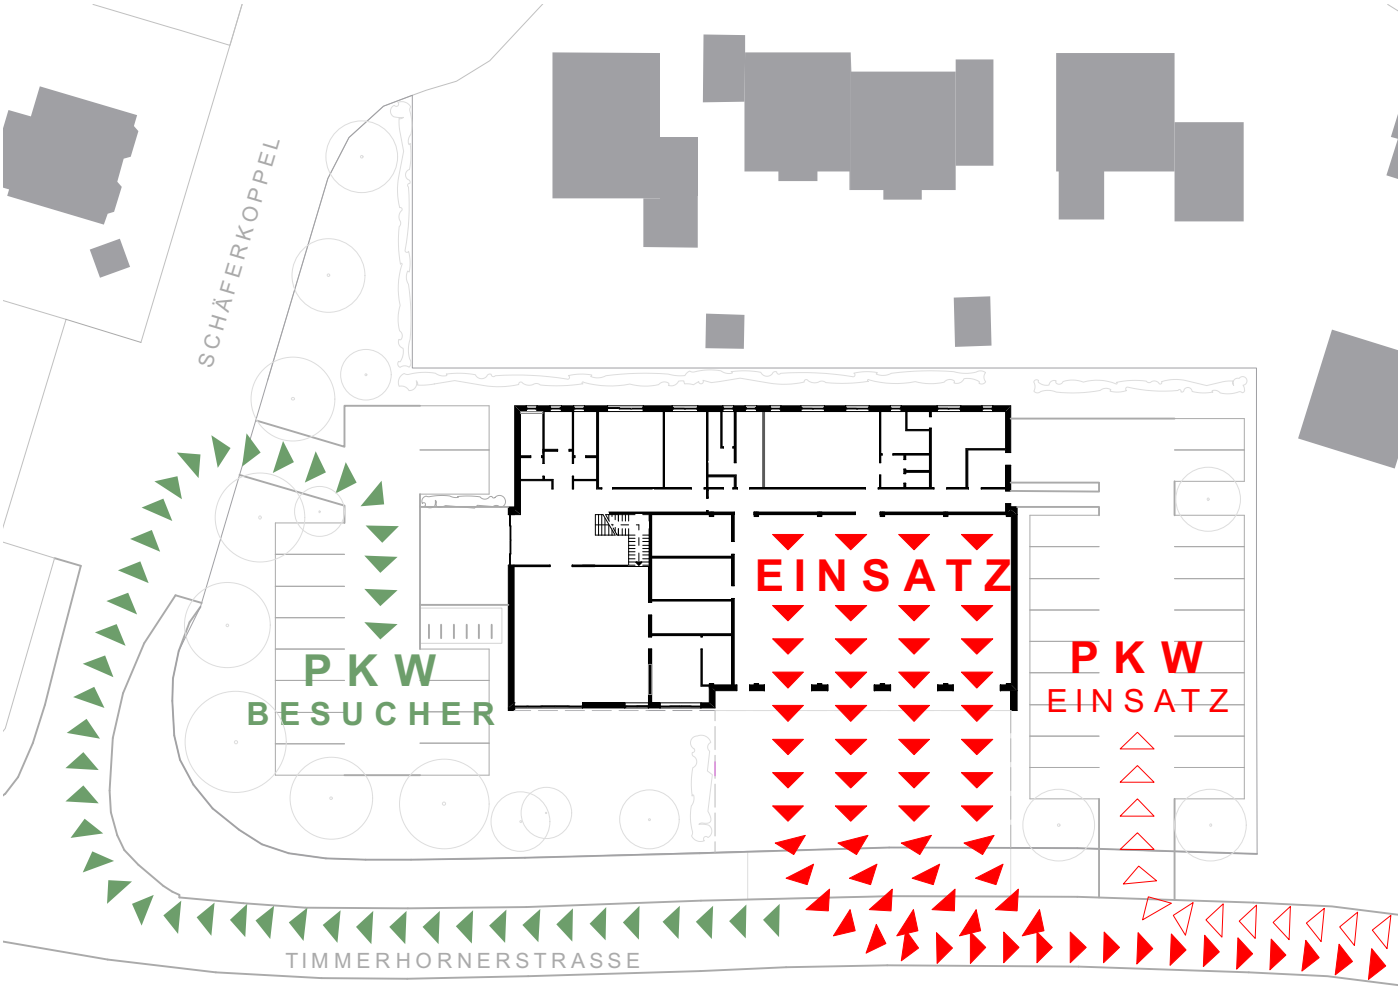 SCHÄFERKOPPEL
EINSATZ
PKW
BESUCHER
PKW
EINSATZ
TIMMERHORNERSTRASSE